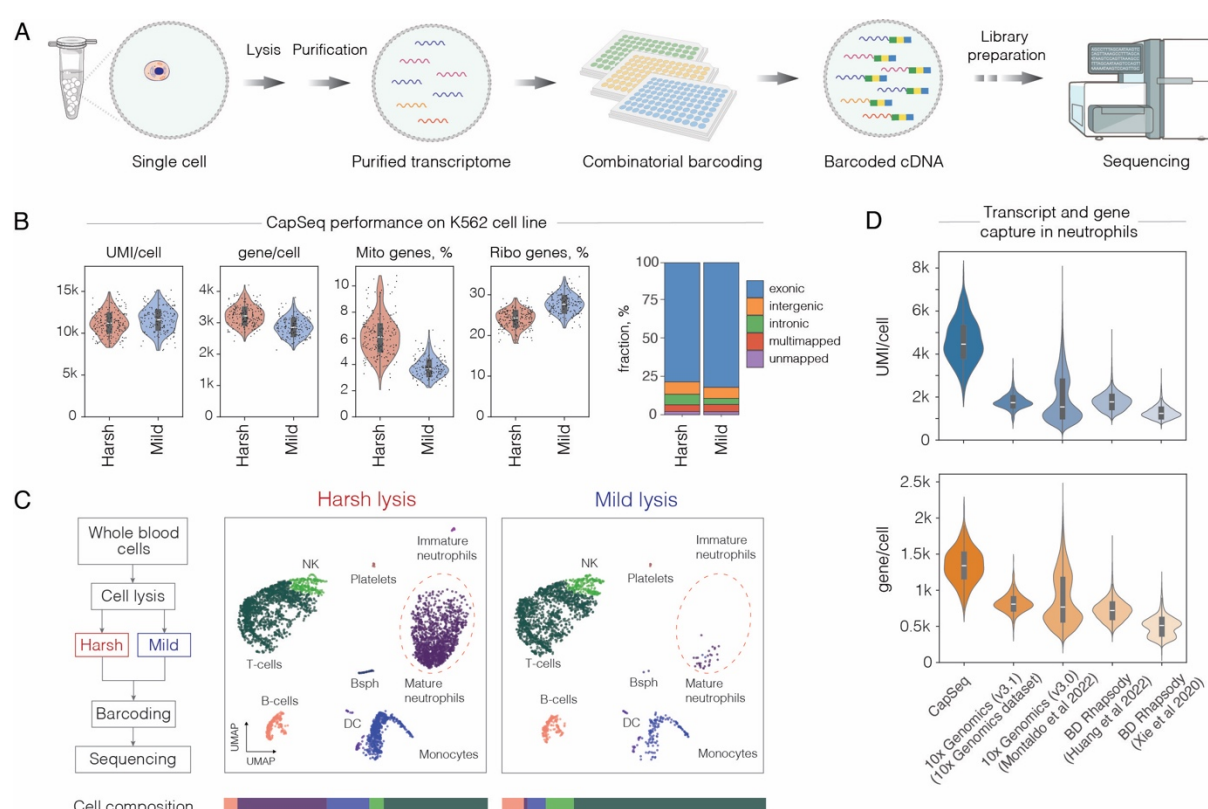 A
Lysis
Purification
Library
preparation
Single cell
Purified transcriptome
Combinatorial barcoding
Barcoded cDNA
Sequencing
B
CapSeq performance on K562 cell line
UMI/cell
gene/cell
Mito genes, %
Ribo genes, %
15k
10k
5k
0
4k
3k
2k
1k
0
10
8
6
4
2
0
30
20
10
0
fraction, %
100
75
50
25
0
exonic
intergenic
intronic
multimapped
unmapped
Harsh
Mild
Harsh
Mild
Harsh
Mild
Harsh
Mild
Harsh
Mild
C
Whole blood
cells
Cell lysis
Harsh
Mild
Barcoding
Sequencing
Harsh lysis
NK
Platelets
Immature
neutrophils
T-cells
Bsph
Mature
neutrophils
B-cells
DC
Monocytes
UMAP
UMAP
Mild lysis
NK
Platelets
Immature
neutrophils
T-cells
Bsph
Mature
neutrophils
B-cells
DC
Monocytes
Cell composition
D
Transcript and gene
capture in neutrophils
UMI/cell
8k
6k
4k
2k
0
gene/cell
2.5k
2k
1.5k
1k
0.5k
0
CapSeq
10x Genomics (v3.1)
(10x Genomics dataset)
10x Genomics (v3.0)
(Montaldo et al 2022)
BD Rhapsody
(Huang et al 2022)
BD Rhapsody
(Xie et al 2020)